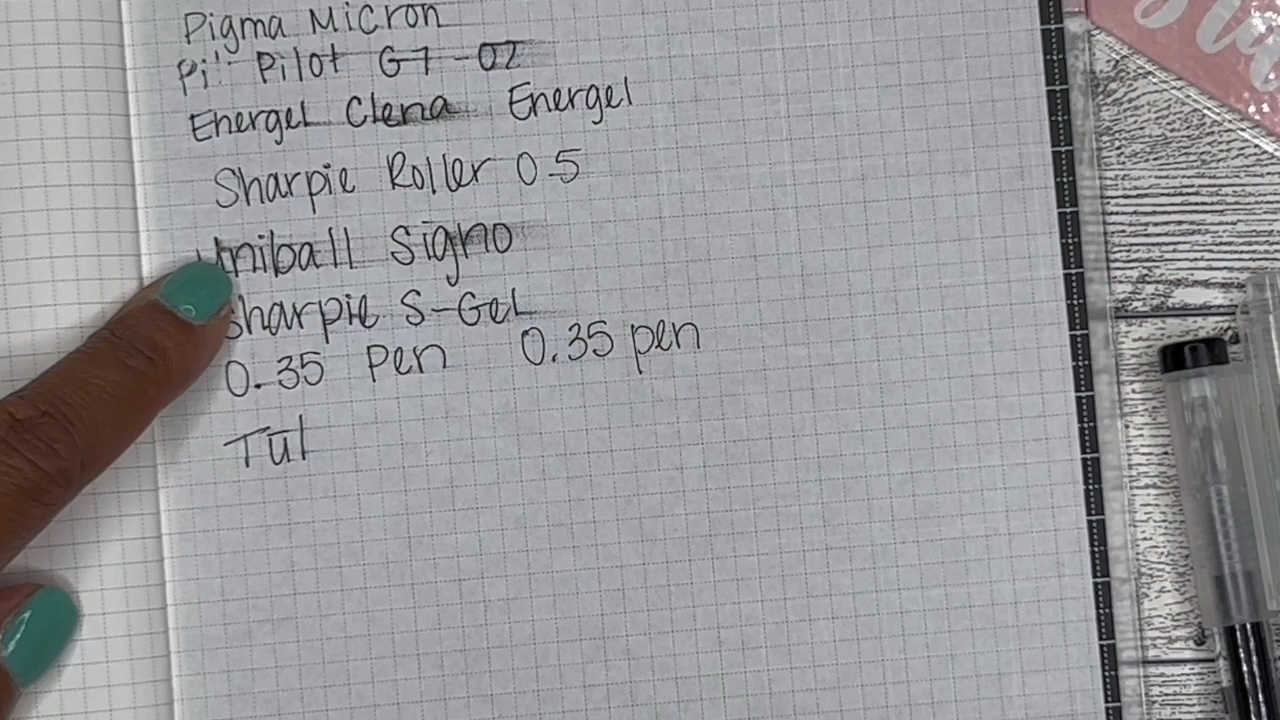 Pigma Micron
Pi Pilot G7-02
Energel Clena Energel
Sharpie Roller 0.5
Uniball Signo
Sharpie S-Gel
0.35 Pen 0.35 pen
Tul